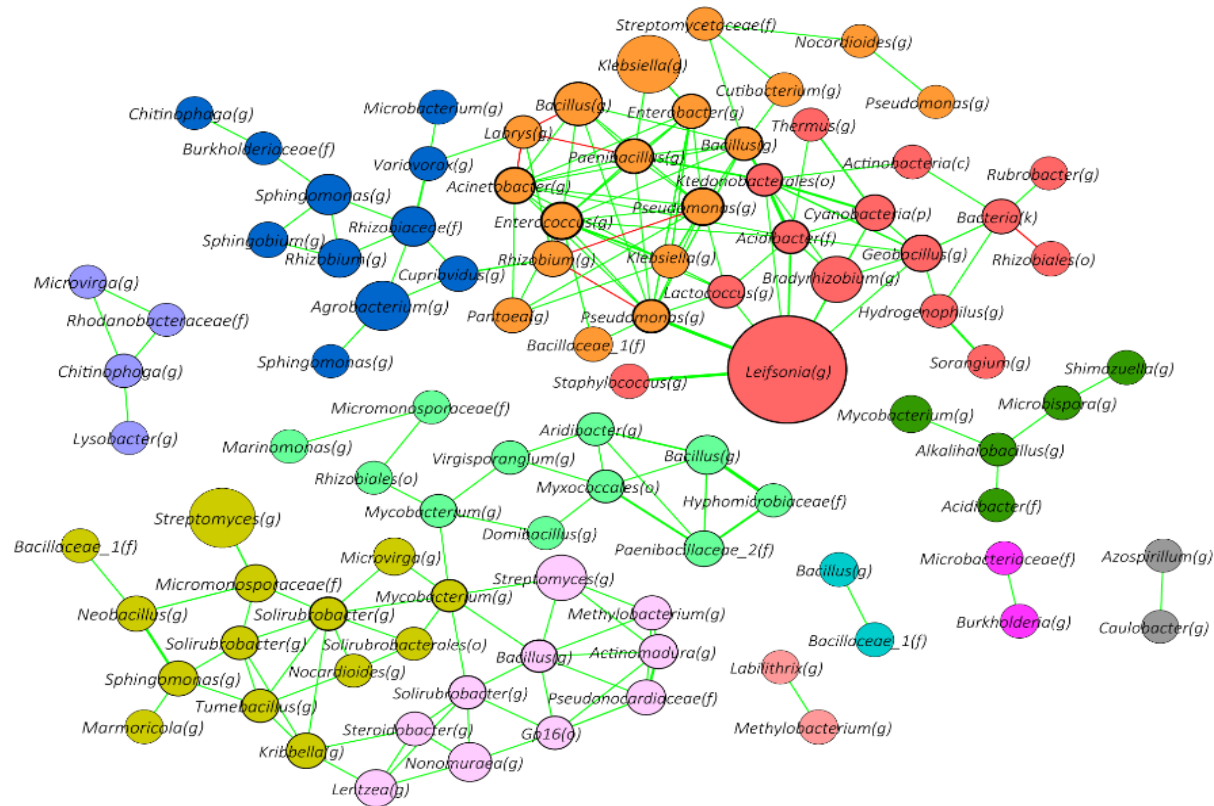 Streptomycetaceae(f)
Nocardioides(g)
Klebsiella(g)
Cutibacterium(g)
Pseudomonas(g)
Chitinophaga(g)
Microbacterium(g)
Bacillus(g)
Enterobacter(g)
Thermus(g)
Labrys(g)
Bacillus(g)
Burkholderiaceae(f)
Variovorax(g)
Paenibacillus(g)
Actinobacteria(c)
Rubrobacter(g)
Acinetobacter(g)
Ktedonobacterales(o)
Sphingomonas(g)
Enterococcus(g)
Pseudomonas(g)
Cyanobacteria(p)
Bacteria(k)
Rhizobiaceae(f)
Sphingobium(g)
Acidibacter(f)
Rhizobium(g)
Rhizobium(g)
Klebsiella(g)
Geobacillus(g)
Rhizobiales(o)
Cupriavidus(g)
Bradyrhizobium(g)
Microvirga(g)
Lactococcus(g)
Agrobacterium(g)
Pantoea(g)
Pseudomonas(g)
Hydrogenophilus(g)
Rhodanobacteraceae(f)
Bacillaceae_1(f)
Sphingomonas(g)
Leifsonia(g)
Sorangium(g)
Chitinophaga(g)
Staphylococcus(g)
Shimazuella(g)
Micromonosporaceae(f)
Microbispora(g)
Mycobacterium(g)
Lysobacter(g)
Marinomonas(g)
Aridibacter(g)
Virgisporangium(g)
Bacillus(g)
Alkalihalobacillus(g)
Rhizobiales(o)
Myxococcales(o)
Hyphomicrobiaceae(f)
Streptomyces(g)
Mycobacterium(g)
Acidibacter(f)
Domibacillus(g)
Bacillaceae_1(f)
Paenibacillaceae_2(f)
Microvirga(g)
Microbacteriaceae(f)
Azospirillum(g)
Micromonosporaceae(f)
Streptomyces(g)
Bacillus(g)
Mycobacterium(g)
Neobacillus(g)
Solirubrobacter(g)
Methylobacterium(g)
Burkholderia(g)
Caulobacter(g)
Solirubrobacter(g)
Solirubrobacterales(o)
Bacillaceae_1(f)
Bacillus(g)
Actinomadura(g)
Labilithrix(g)
Nocardioides(g)
Sphingomonas(g)
Solirubrobacter(g)
Pseudonocardiaceae(f)
Tumebacillus(g)
Marmoricola(g)
Steroidobacter(g)
Methylobacterium(g)
Gp16(o)
Kribbella(g)
Nonomuraea(g)
Lentzea(g)